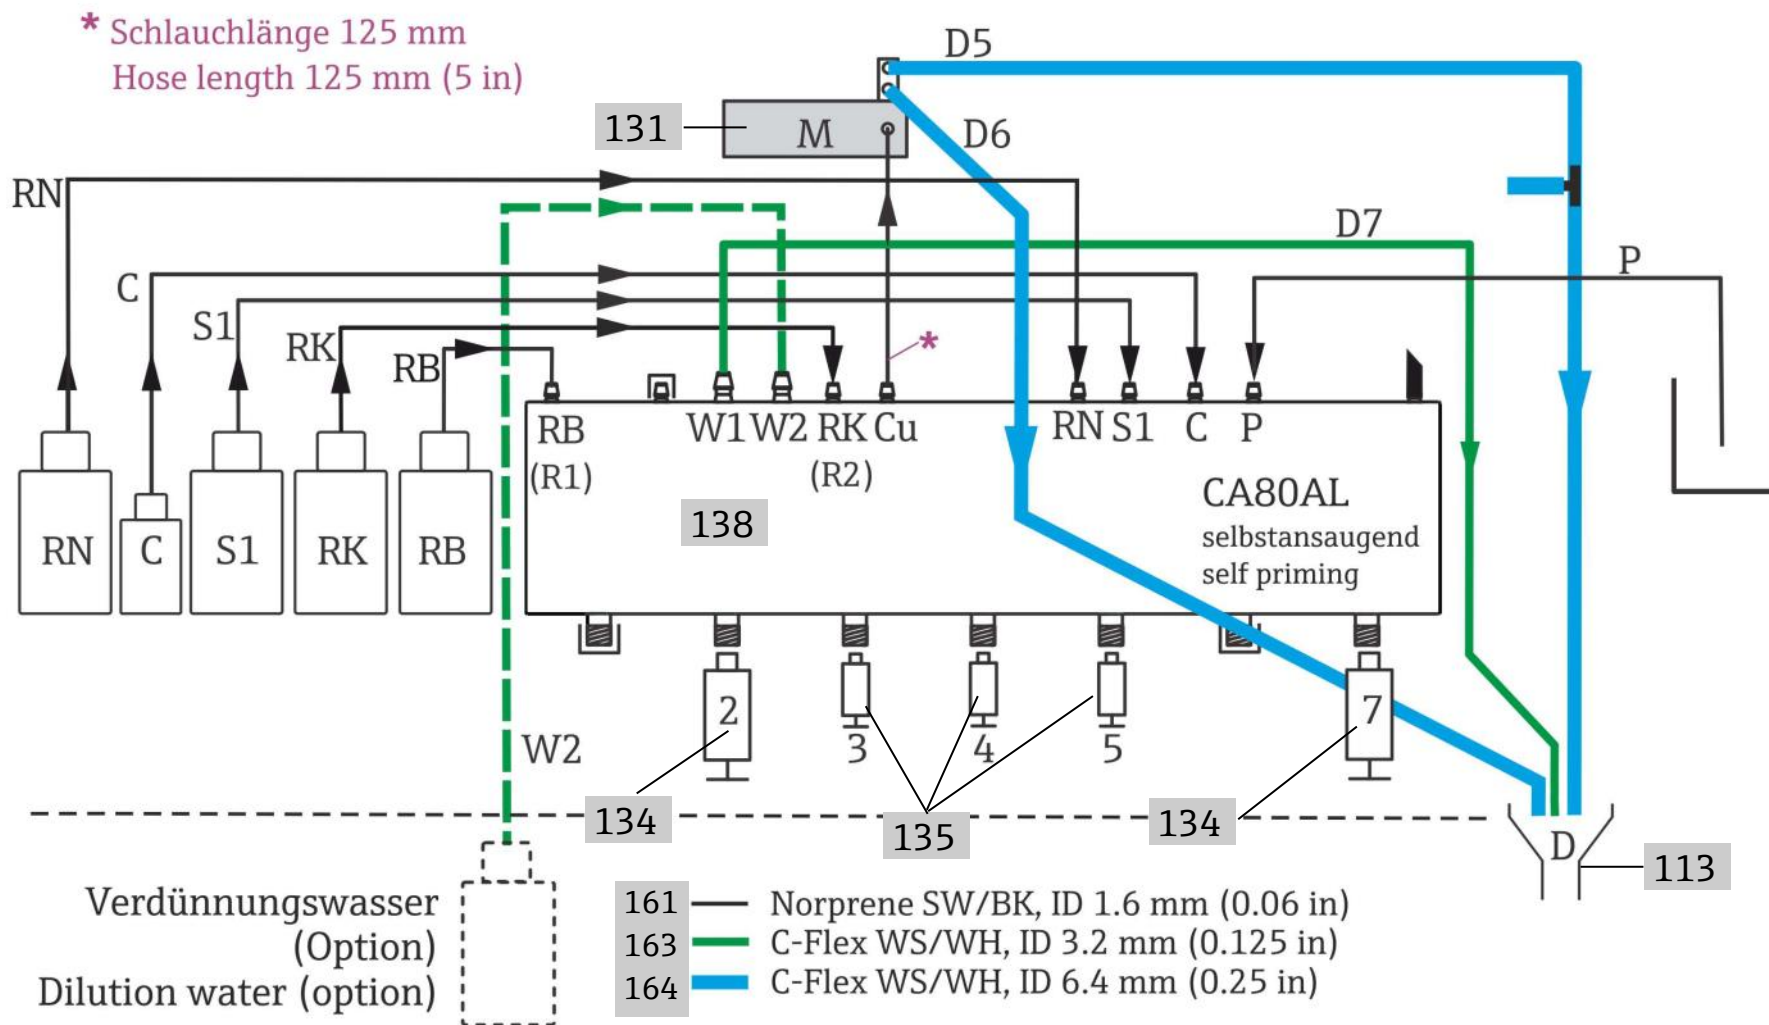 * Schlauchlänge 125 mm
Hose length 125 mm (5 in)
D5
131
M
D6
RN
D7
C
P
S1
RK
RB
*
RB
(R1)
W1
W2
RK
(R2)
Cu
RN
S1
C
P
CA80AL
selbstansaugend
self priming
138
RN
C
S1
RK
RB
W2
2
3
4
5
7
134
135
134
D
113
Verdünnungswasser
(Option)
Dilution water (option)
161 Norprene SW/BK, ID 1.6 mm (0.06 in)
163 C-Flex WS/WH, ID 3.2 mm (0.125 in)
164 C-Flex WS/WH, ID 6.4 mm (0.25 in)